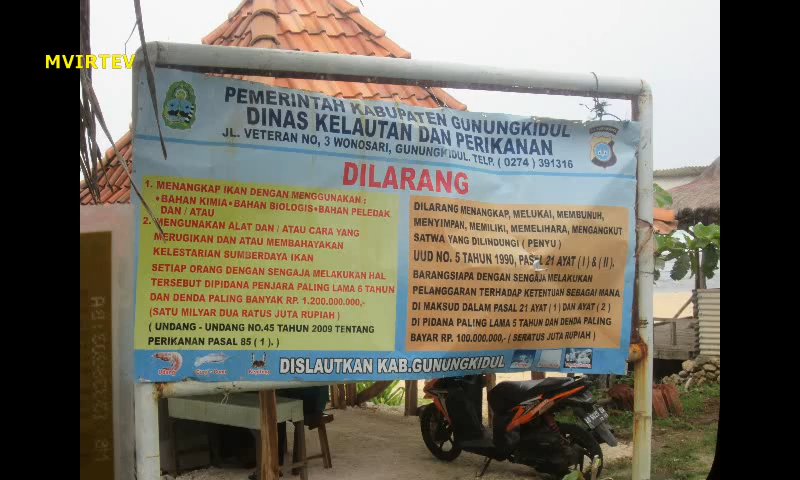 MVIRTEV
PEMERINTAH KABUPATEN GUNUNGKIDUL
DINAS KELAUTAN DAN PERIKANAN
JL. VETERAN NO, 3 WONOSARI, GUNUNGKIDUL. TELP. ( 0274 ) 391316
DILARANG
1. MENANGKAP IKAN DENGAN MENGGUNAKAN :
•BAHAN KIMIA •BAHAN BIOLOGIS •BAHAN PELEDAK
DAN / ATAU
2. MENGUNAKAN ALAT DAN / ATAU CARA YANG
MERUGIKAN DAN ATAU MEMBAHAYAKAN
KELESTARIAN SUMBERDAYA IKAN
SETIAP ORANG DENGAN SENGAJA MELAKUKAN HAL
TERSEBUT DIPIDANA PENJARA PALING LAMA 6 TAHUN
DAN DENDA PALING BANYAK RP. 1.200.000.000,-
(SATU MILYAR DUA RATUS JUTA RUPIAH )
( UNDANG - UNDANG NO.45 TAHUN 2009 TENTANG
PERIKANAN PASAL 85 ( 1 ). )
DILARANG MENANGKAP, MELUKAI, MEMBUNUH,
MENYIMPAN, MEMILIKI, MEMELIHARA, MENGANGKUT
SATWA YANG DILINDUNGI ( PENYU )
UUD NO. 5 TAHUN 1990, PASAL 21 AYAT ( I ) & ( II ).
BARANGSIAPA DENGAN SENGAJA MELAKUKAN
PELANGGARAN TERHADAP KETENTUAN SEBAGAI MANA
DI MAKSUD DALAM PASAL 21 AYAT ( 1 ) DAN AYAT ( 2 )
DI PIDANA PALING LAMA 5 TAHUN DAN DENDA PALING
BAYAR RP. 100.000.000,- ( SERATUS JUTA RUPIAH )
Udang
Kepiting
DISLAUTKAN KAB.GUNUNGKIDUL